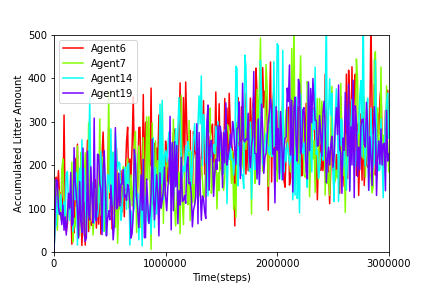 500
400
300
200
100
0
Accumulated Litter Amount
Agent6
Agent7
Agent14
Agent19
0 1000000 2000000 3000000
Time(steps)